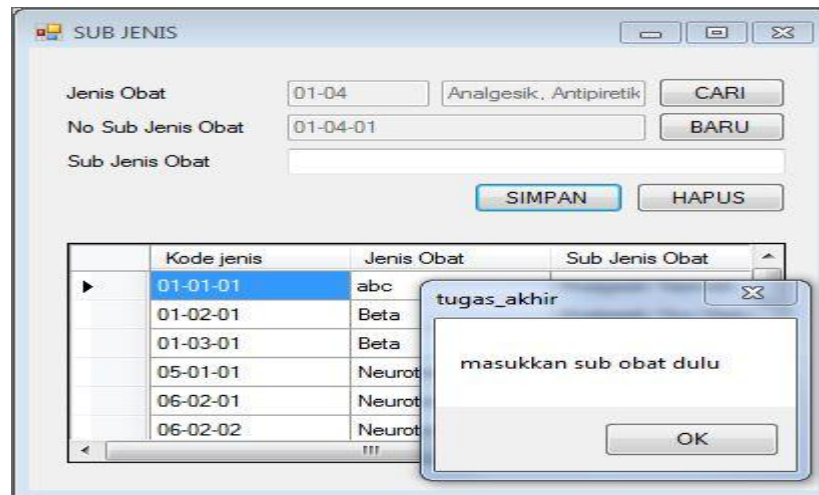 SUB JENIS
Jenis Obat 01-04 Analgesik, Antipiretik CARI
No Sub Jenis Obat 01-04-01 BARU
Sub Jenis Obat
SIMPAN HAPUS
Kode jenis Jenis Obat Sub Jenis Obat
01-01-01 abc
01-02-01 Beta
01-03-01 Beta
05-01-01 Neurot
06-02-01 Neurot
06-02-02 Neurot
tugas_akhir
masukkan sub obat dulu
OK